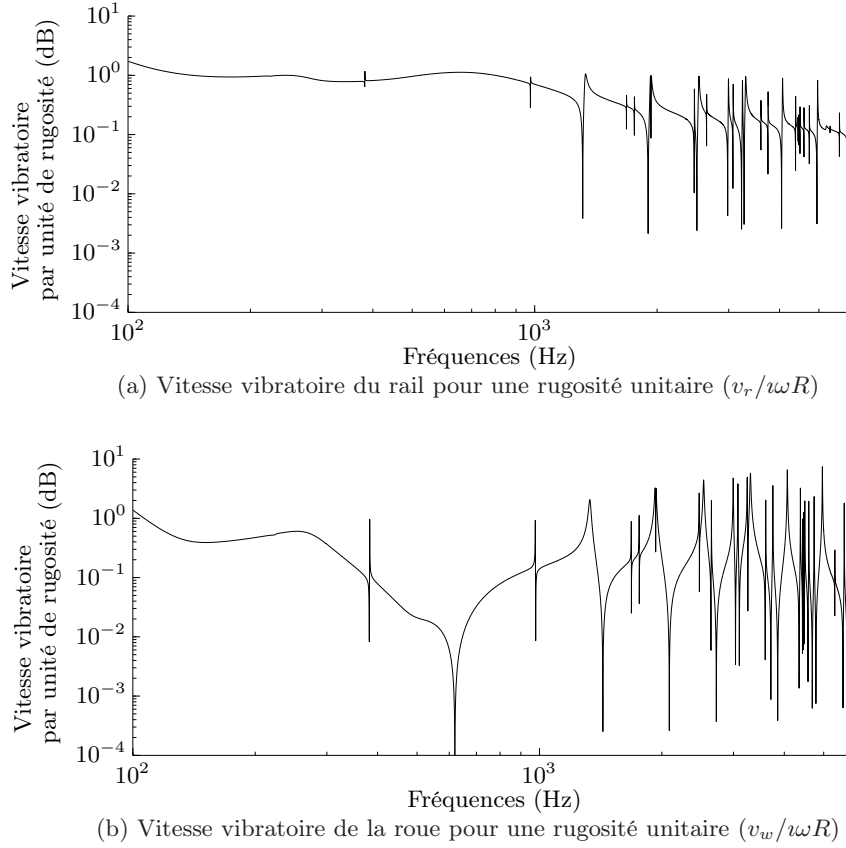 Vitesse vibratoire
par unité de rugosité (dB)
10^1
10^0
10^{-1}
10^{-2}
10^{-3}
10^{-4}
10^2
10^3
Fréquences (Hz)
(a) Vitesse vibratoire du rail pour une rugosité unitaire (v_r/ıωR)
Vitesse vibratoire
par unité de rugosité (dB)
10^1
10^0
10^{-1}
10^{-2}
10^{-3}
10^{-4}
10^2
10^3
Fréquences (Hz)
(b) Vitesse vibratoire de la roue pour une rugosité unitaire (v_w/ıωR)